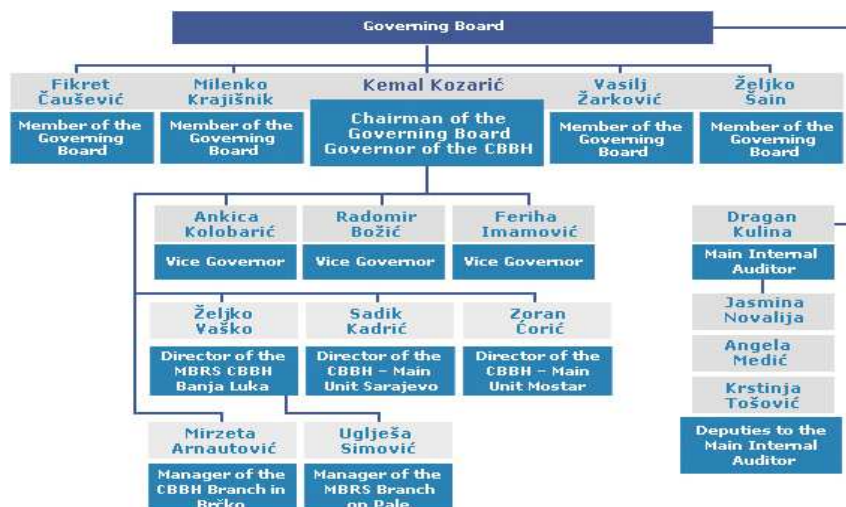 Governing Board
Fikret
Čaušević
Member of the
Governing
Board
Milenko
Krajišnik
Member of the
Governing
Board
Kemal Kozarić
Chairman of the
Governing Board
Governor of the CBBH
Vasilj
Žarković
Member of the
Governing
Board
Željko
Šain
Member of the
Governing
Board
Ankica
Kolobarić
Vice Governor
Radomir
Božić
Vice Governor
Feriha
Imamović
Vice Governor
Dragan
Kulina
Main Internal
Auditor
Jasmina
Novalija
Angela
Medić
Krstinja
Tošović
Deputies to the
Main Internal
Auditor
Željko
Vaško
Director of the
MBRS CBBH
Banja Luka
Sadik
Kadrić
Director of the
CBBH – Main
Unit Sarajevo
Zoran
Ćorić
Director of the
CBBH – Main
Unit Mostar
Mirzeta
Arnautović
Manager of the
CBBH Branch in
Brčko
Uglješa
Simović
Manager of the
MBRS Branch
on Pale